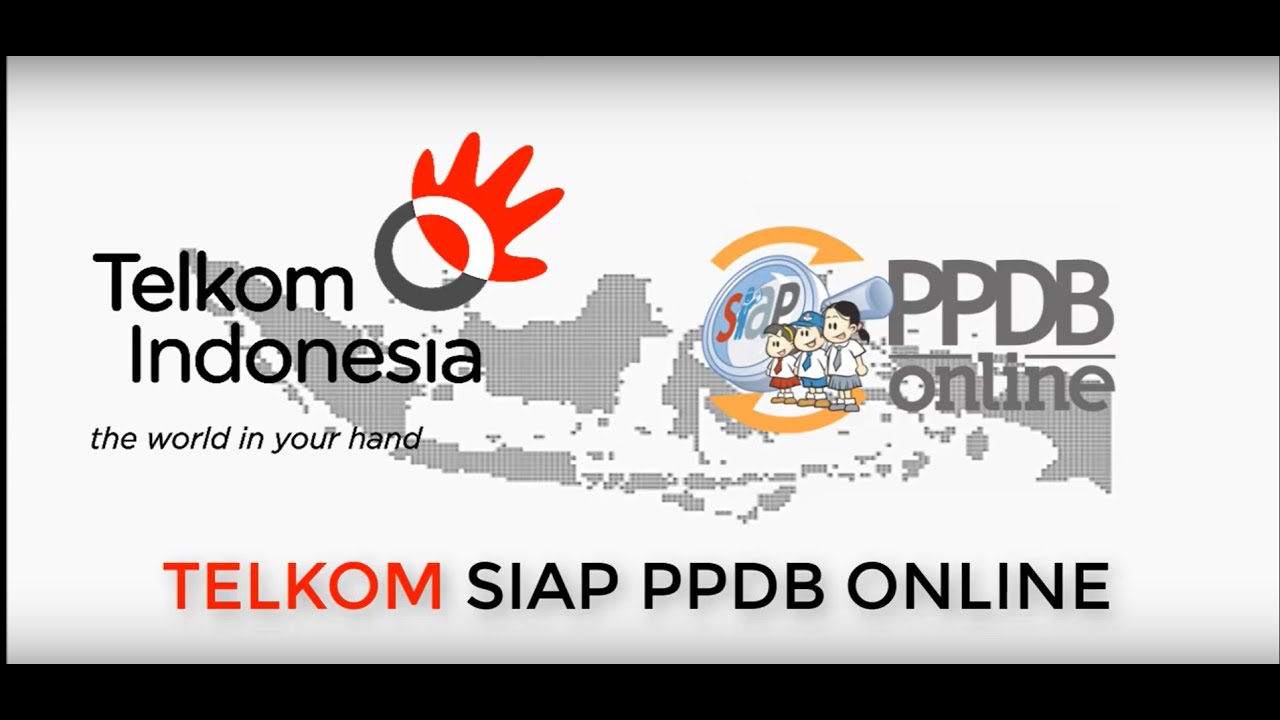 Telkom
Indonesia
the world in your hand
siap
PPDB
online
TELKOM SIAP PPDB ONLINE